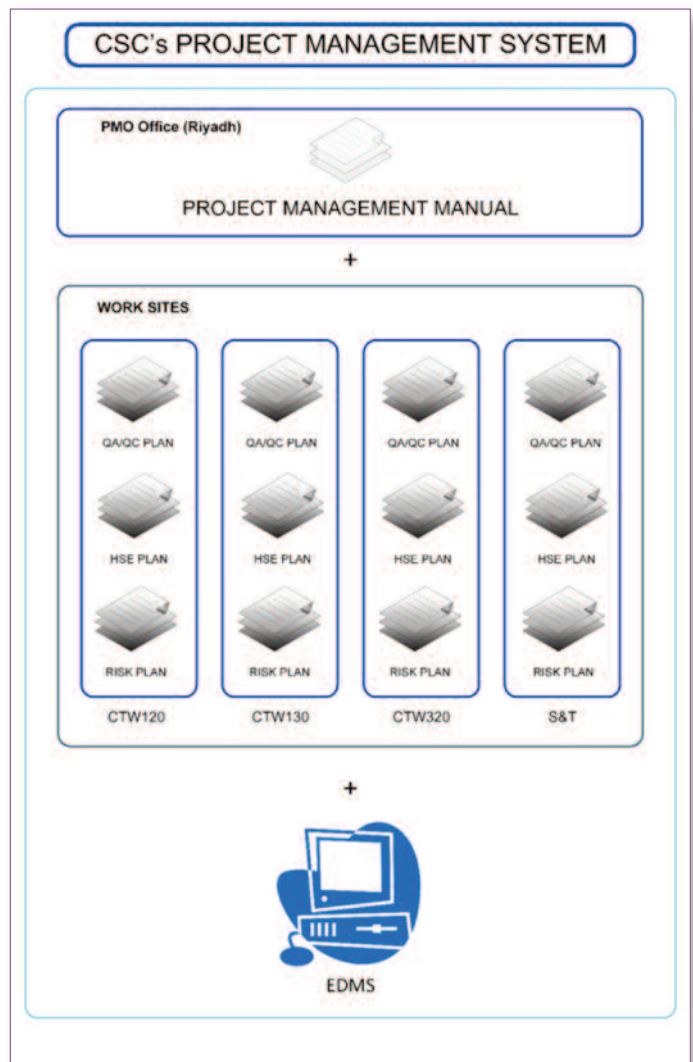 CSC's PROJECT MANAGEMENT SYSTEM
PMO Office (Riyadh)
PROJECT MANAGEMENT MANUAL
+
WORK SITES
QA/QC PLAN QA/QC PLAN QA/QC PLAN QA/QC PLAN
HSE PLAN HSE PLAN HSE PLAN HSE PLAN
RISK PLAN RISK PLAN RISK PLAN RISK PLAN
CTW120 CTW130 CTW320 S&T
+
EDMS